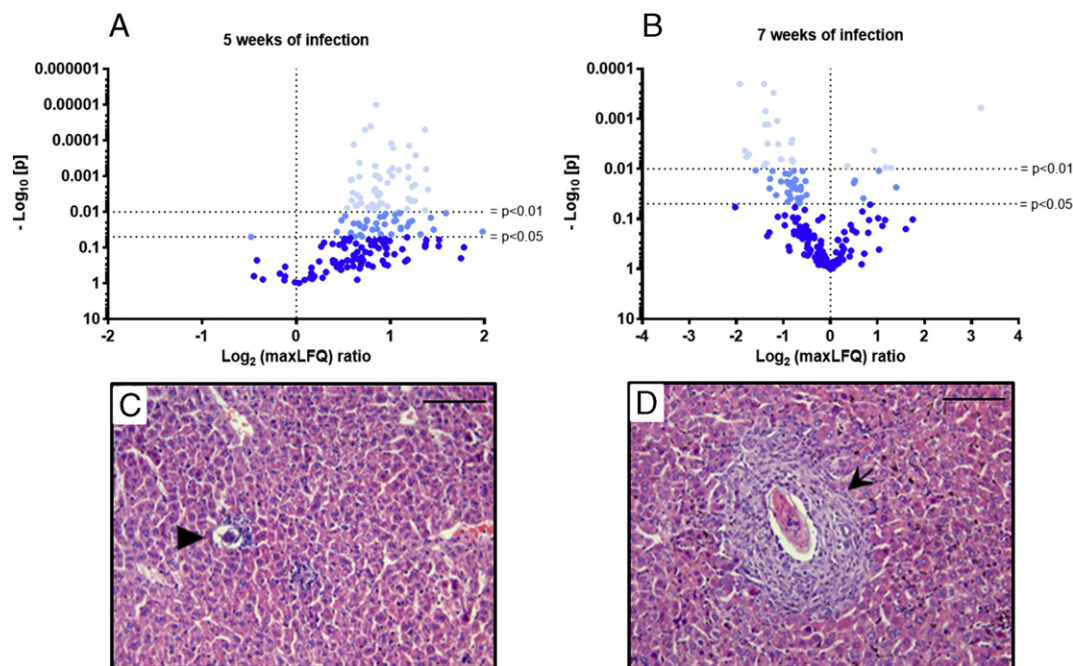 A
5 weeks of infection
0.000001
0.00001
0.0001
0.001
0.01
0.1
1
10
- Log10 [p]
= p<0.01
= p<0.05
-2
-1
0
1
2
Log2 (maxLFQ) ratio
B
7 weeks of infection
0.0001
0.001
0.01
0.1
1
10
- Log10 [p]
= p<0.01
= p<0.05
-4
-3
-2
-1
0
1
2
3
4
Log2 (maxLFQ) ratio
C
D